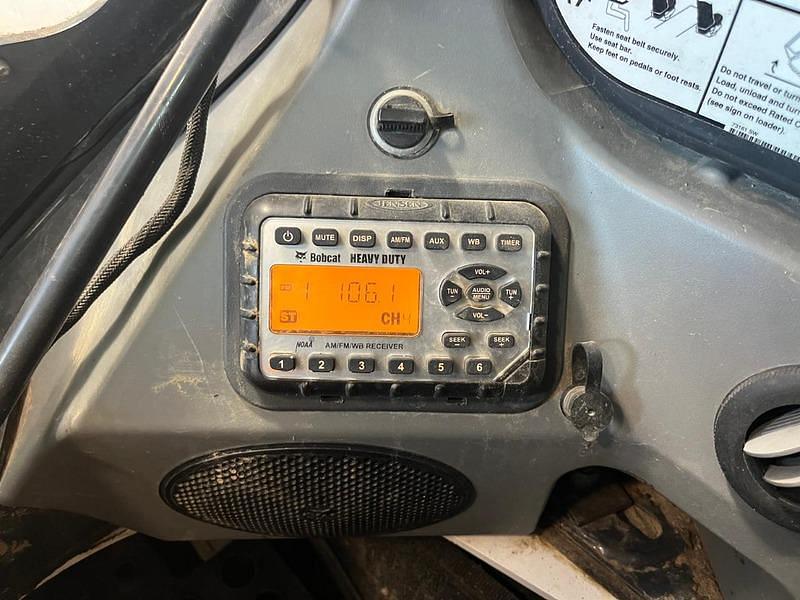 Fasten seat belt securely.
Use seat bar.
Keep feet on pedals or foot rests.
Do not travel or turn
Load, unload and turn
Do not exceed Rated
(see sign on loader).
JENSEN
MUTE DISP AM/FM AUX WB TIMER
Bobcat HEAVY DUTY
FM 1 106.1
ST CH
VOL+
TUN - AUDIO MENU TUN +
VOL-
SEEK - SEEK +
NOAA AM/FM/WB RECEIVER
1 2 3 4 5 6